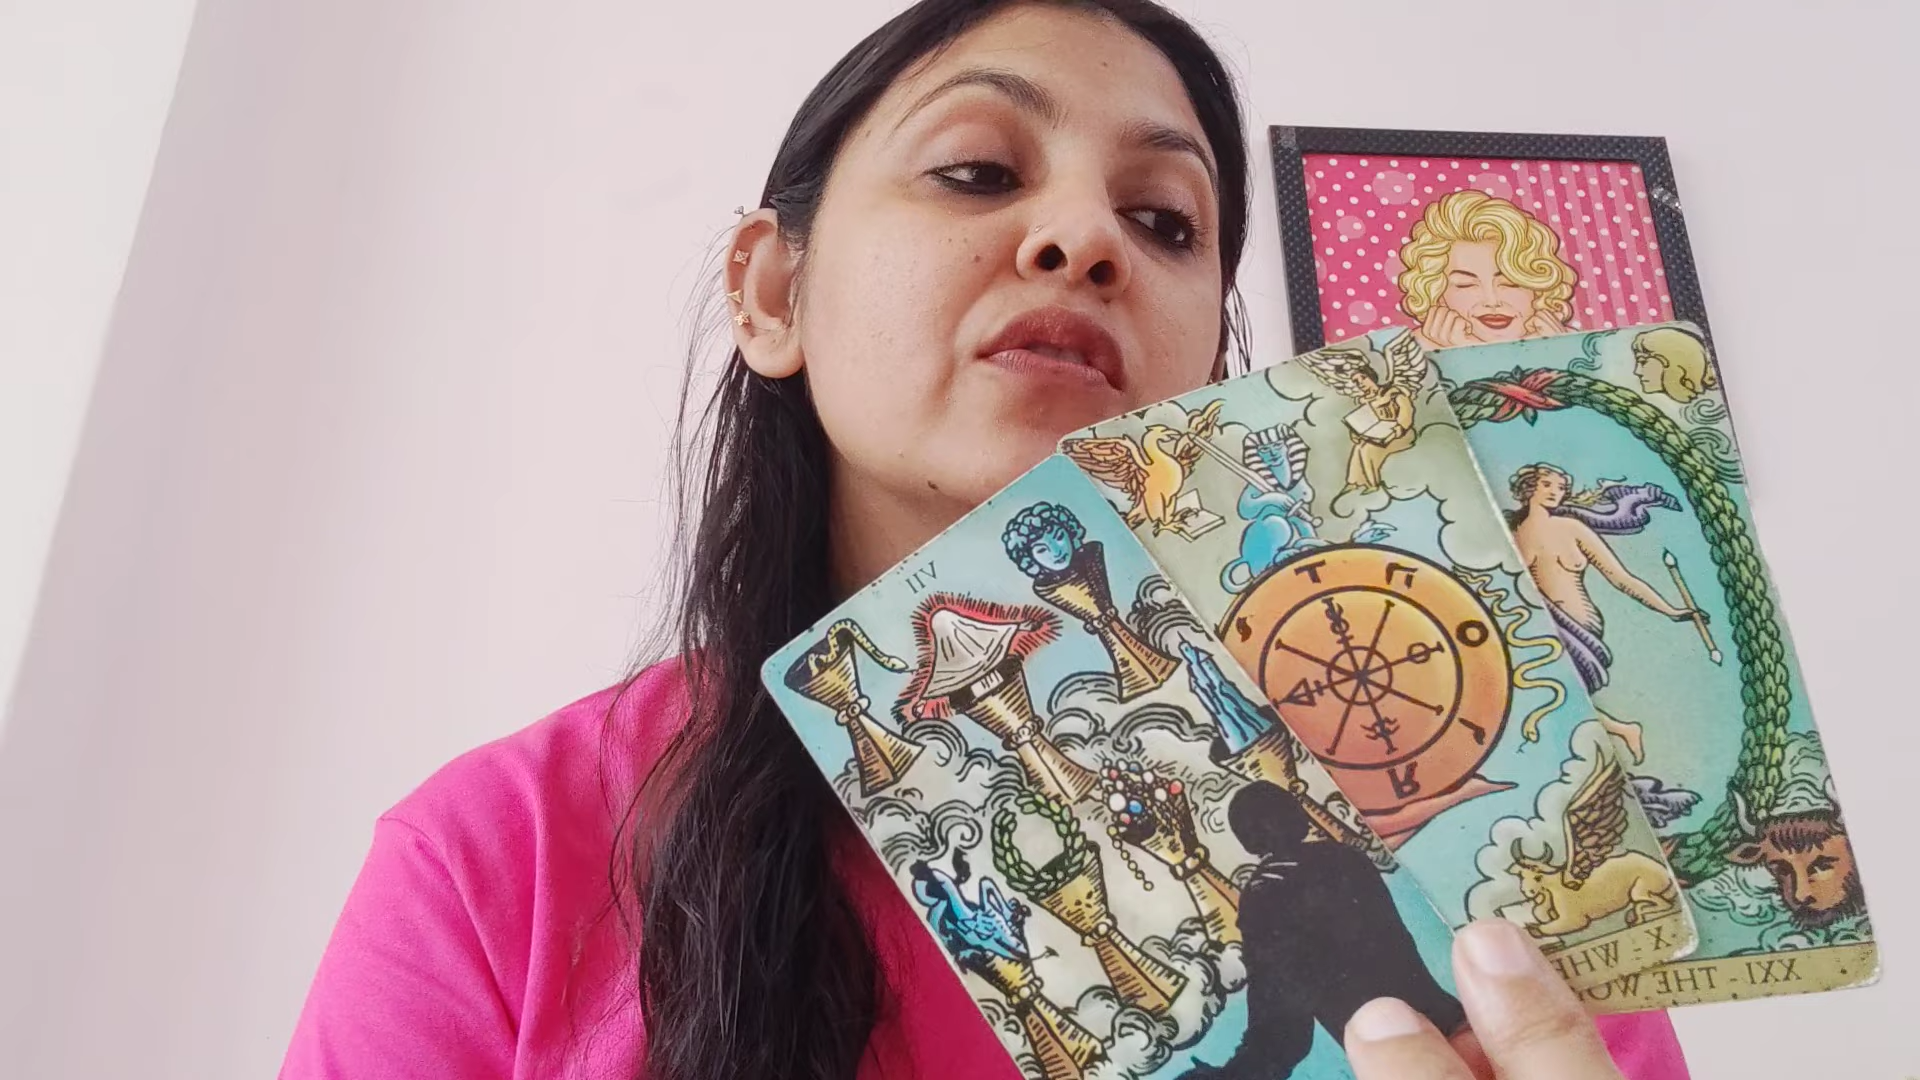 VII
T
O
R
X - WHE
XXI - THE WO